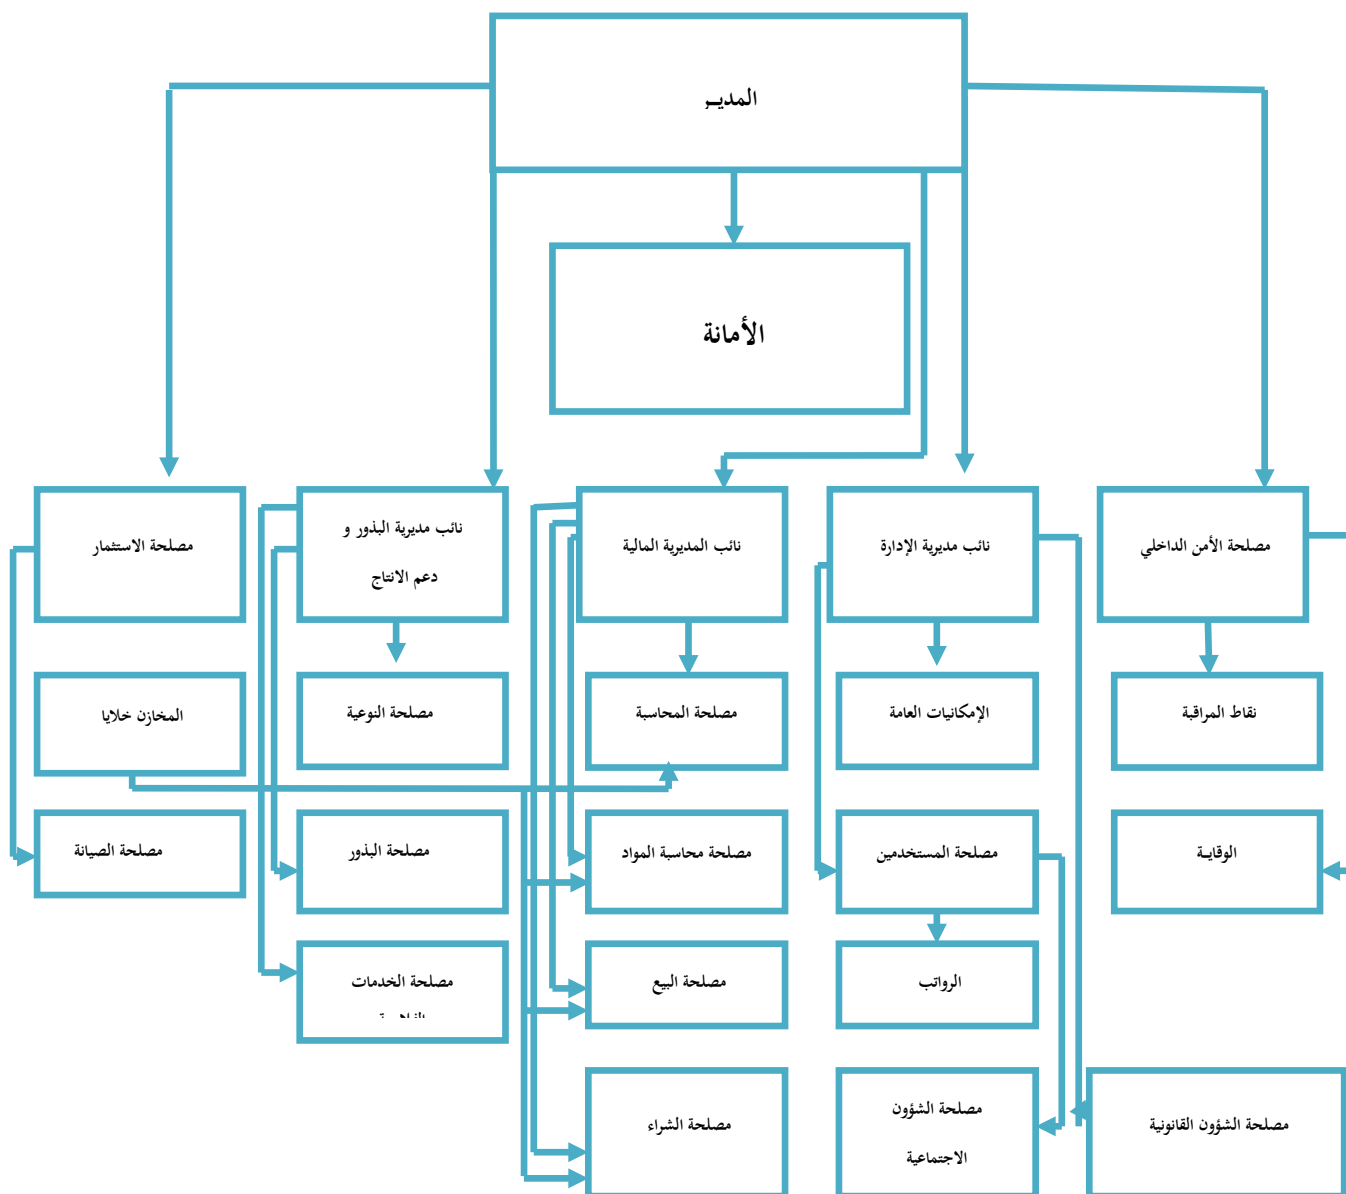 المديـر
الأمانة
مصلحة الأمن الداخلي
نائب مديرية الإدارة
نائب المديرية المالية
نائب مديرية البذور و
دعم الانتاج
مصلحة الاستثمار
نقاط المراقبة
الإمكانيات العامة
مصلحة المحاسبة
مصلحة النوعية
المخازن خلايا
الوقايـة
مصلحة المستخدمين
مصلحة محاسبة المواد
مصلحة البذور
مصلحة الصيانة
الرواتب
مصلحة البيع
مصلحة الخدمات
مصلحة الشؤون القانونية
مصلحة الشؤون
الاجتماعية
مصلحة الشراء